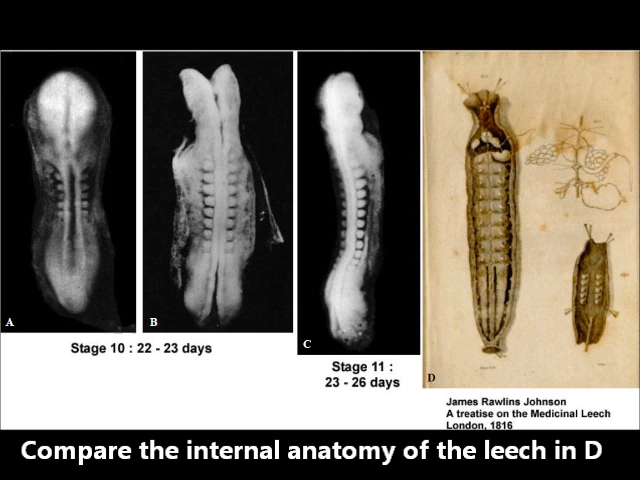 A
B
C
D
Stage 10 : 22 - 23 days
Stage 11 :
23 - 26 days
James Rawlins Johnson
A treatise on the Medicinal Leech
London, 1816
Compare the internal anatomy of the leech in D